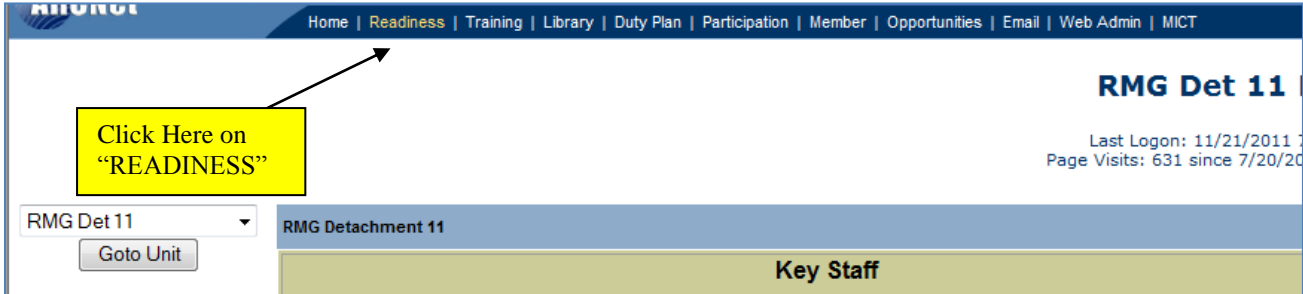 Home | Readiness | Training | Library | Duty Plan | Participation | Member | Opportunities | Email | Web Admin | MICT
RMG Det 11
Click Here on
“READINESS”
Last Logon: 11/21/2011
Page Visits: 631 since 7/20/20
RMG Det 11
Goto Unit
RMG Detachment 11
Key Staff